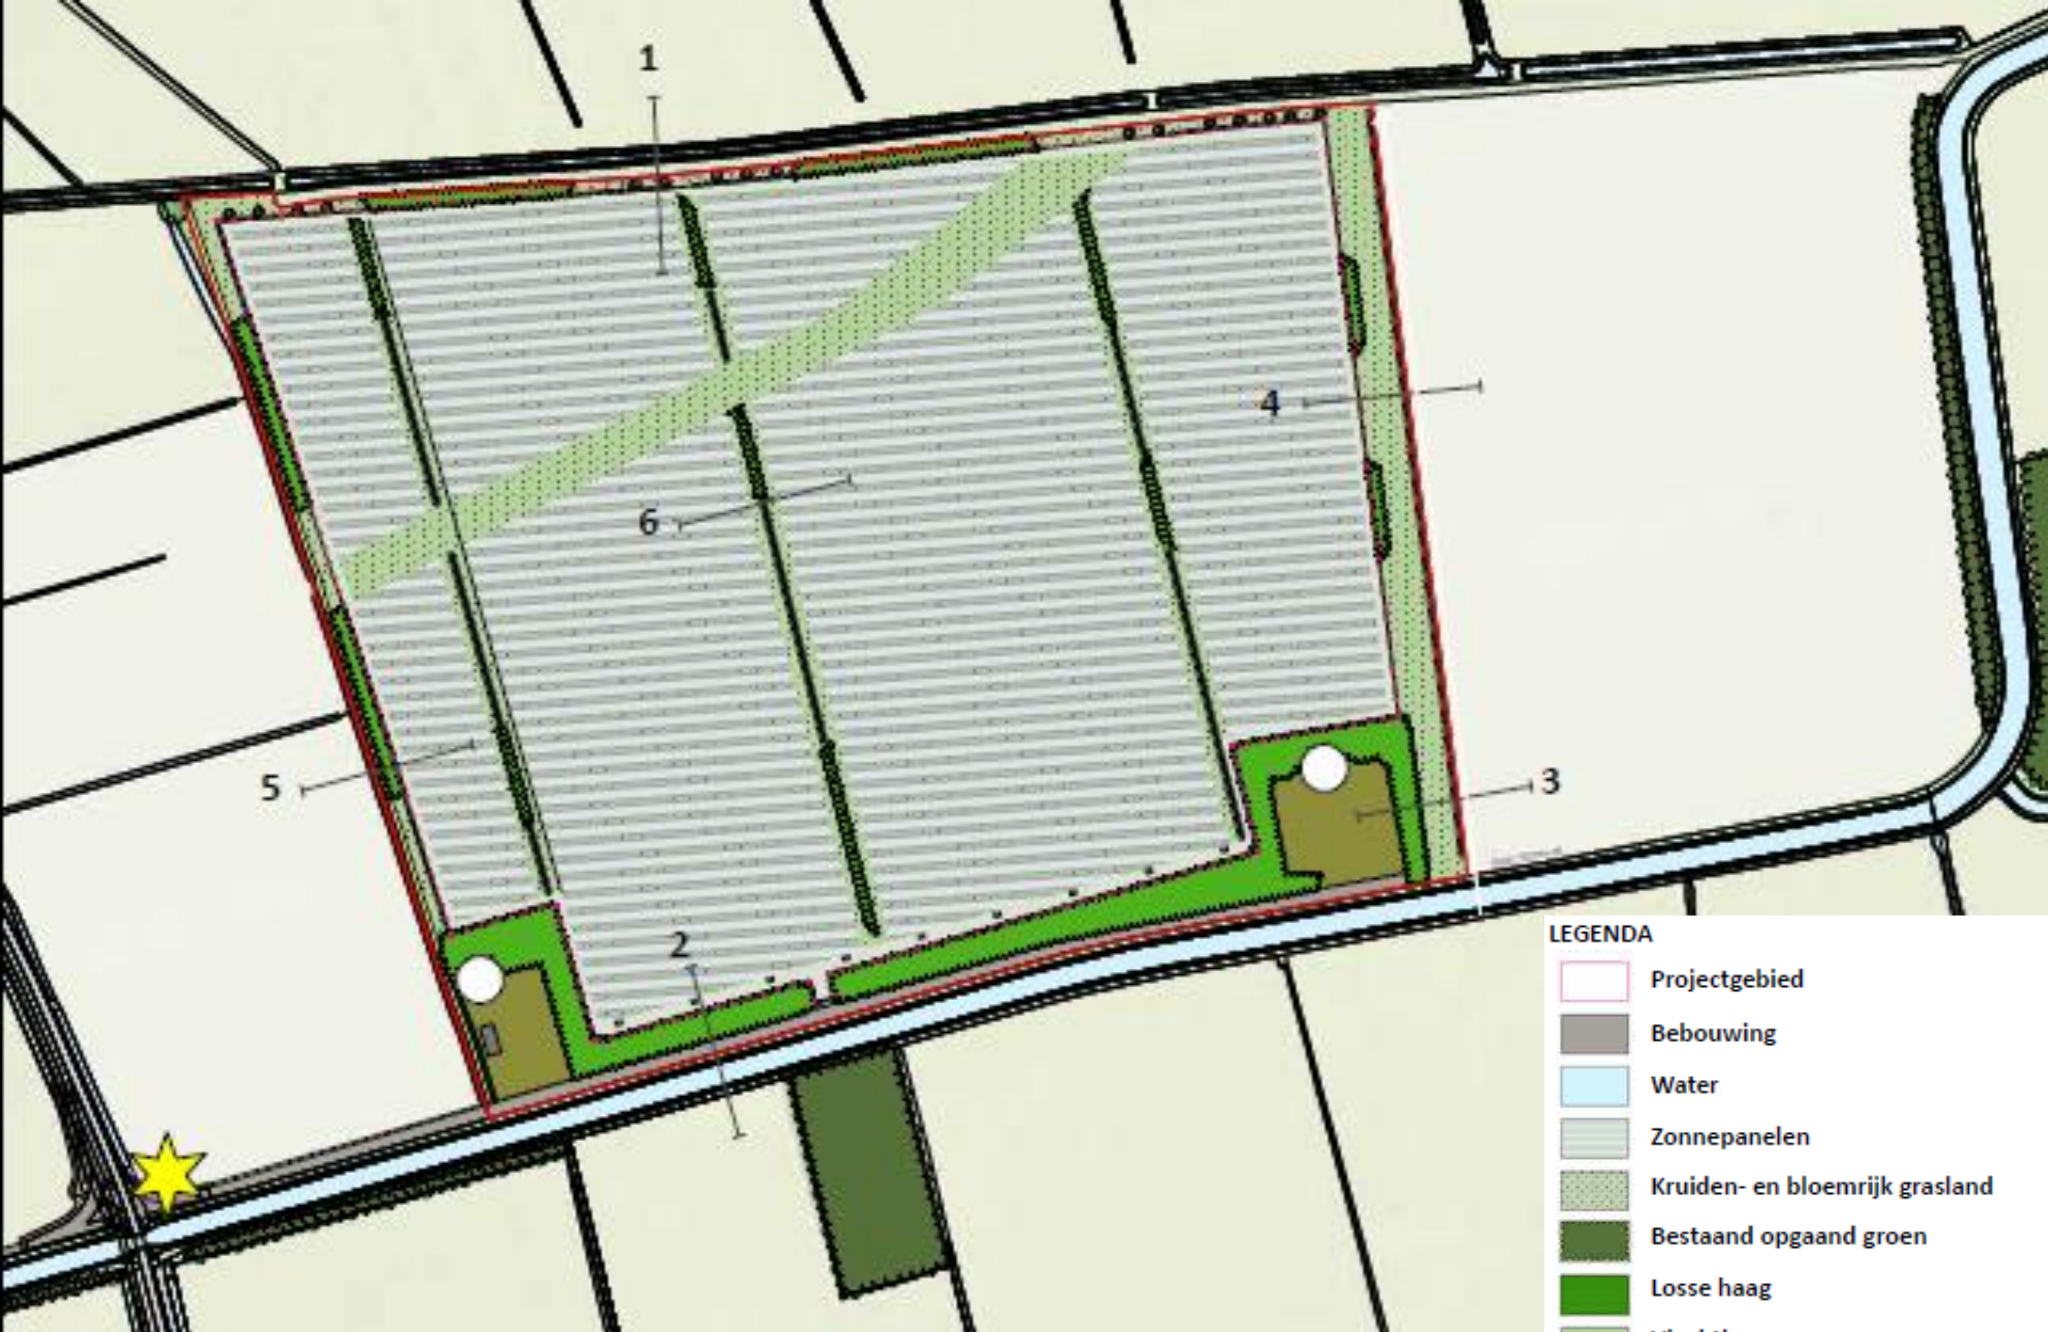 1
4
6
5
3
2
LEGENDA
Projectgebied
Bebouwing
Water
Zonnepanelen
Kruiden- en bloemrijk grasland
Bestaand opgaand groen
Losse haag